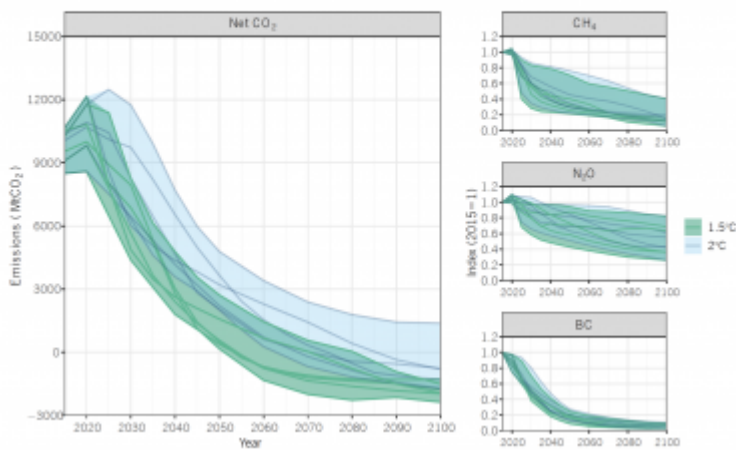 Net CO₂
15000
12000
9000
6000
3000
0
−3000
Emissions (MtCO₂)
2020 2030 2040 2050 2060 2070 2080 2090 2100
Year
CH₄
1.2
1.0
0.8
0.6
0.4
0.2
0.0
2020 2040 2060 2080 2100
N₂O
1.2
1.0
0.8
0.6
0.4
0.2
0.0
2020 2040 2060 2080 2100
Index (2015=1)
BC
1.2
1.0
0.8
0.6
0.4
0.2
0.0
2020 2040 2060 2080 2100
1.5°C
2°C